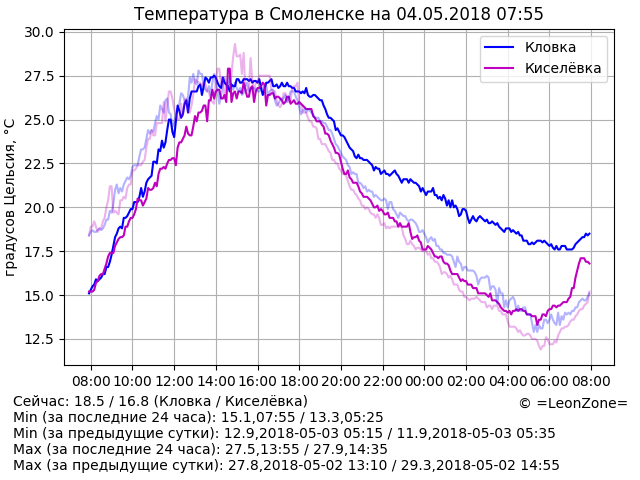 Температура в Смоленске на 04.05.2018 07:55
30.0
27.5
25.0
22.5
20.0
17.5
15.0
12.5
градусов Цельсия, °C
Кловка
Киселёвка
08:00 10:00 12:00 14:00 16:00 18:00 20:00 22:00 00:00 02:00 04:00 06:00 08:00
Сейчас: 18.5 / 16.8 (Кловка / Киселёвка)
© =LeonZone=
Min (за последние 24 часа): 15.1,07:55 / 13.3,05:25
Min (за предыдущие сутки): 12.9,2018-05-03 05:15 / 11.9,2018-05-03 05:35
Max (за последние 24 часа): 27.5,13:55 / 27.9,14:35
Max (за предыдущие сутки): 27.8,2018-05-02 13:10 / 29.3,2018-05-02 14:55